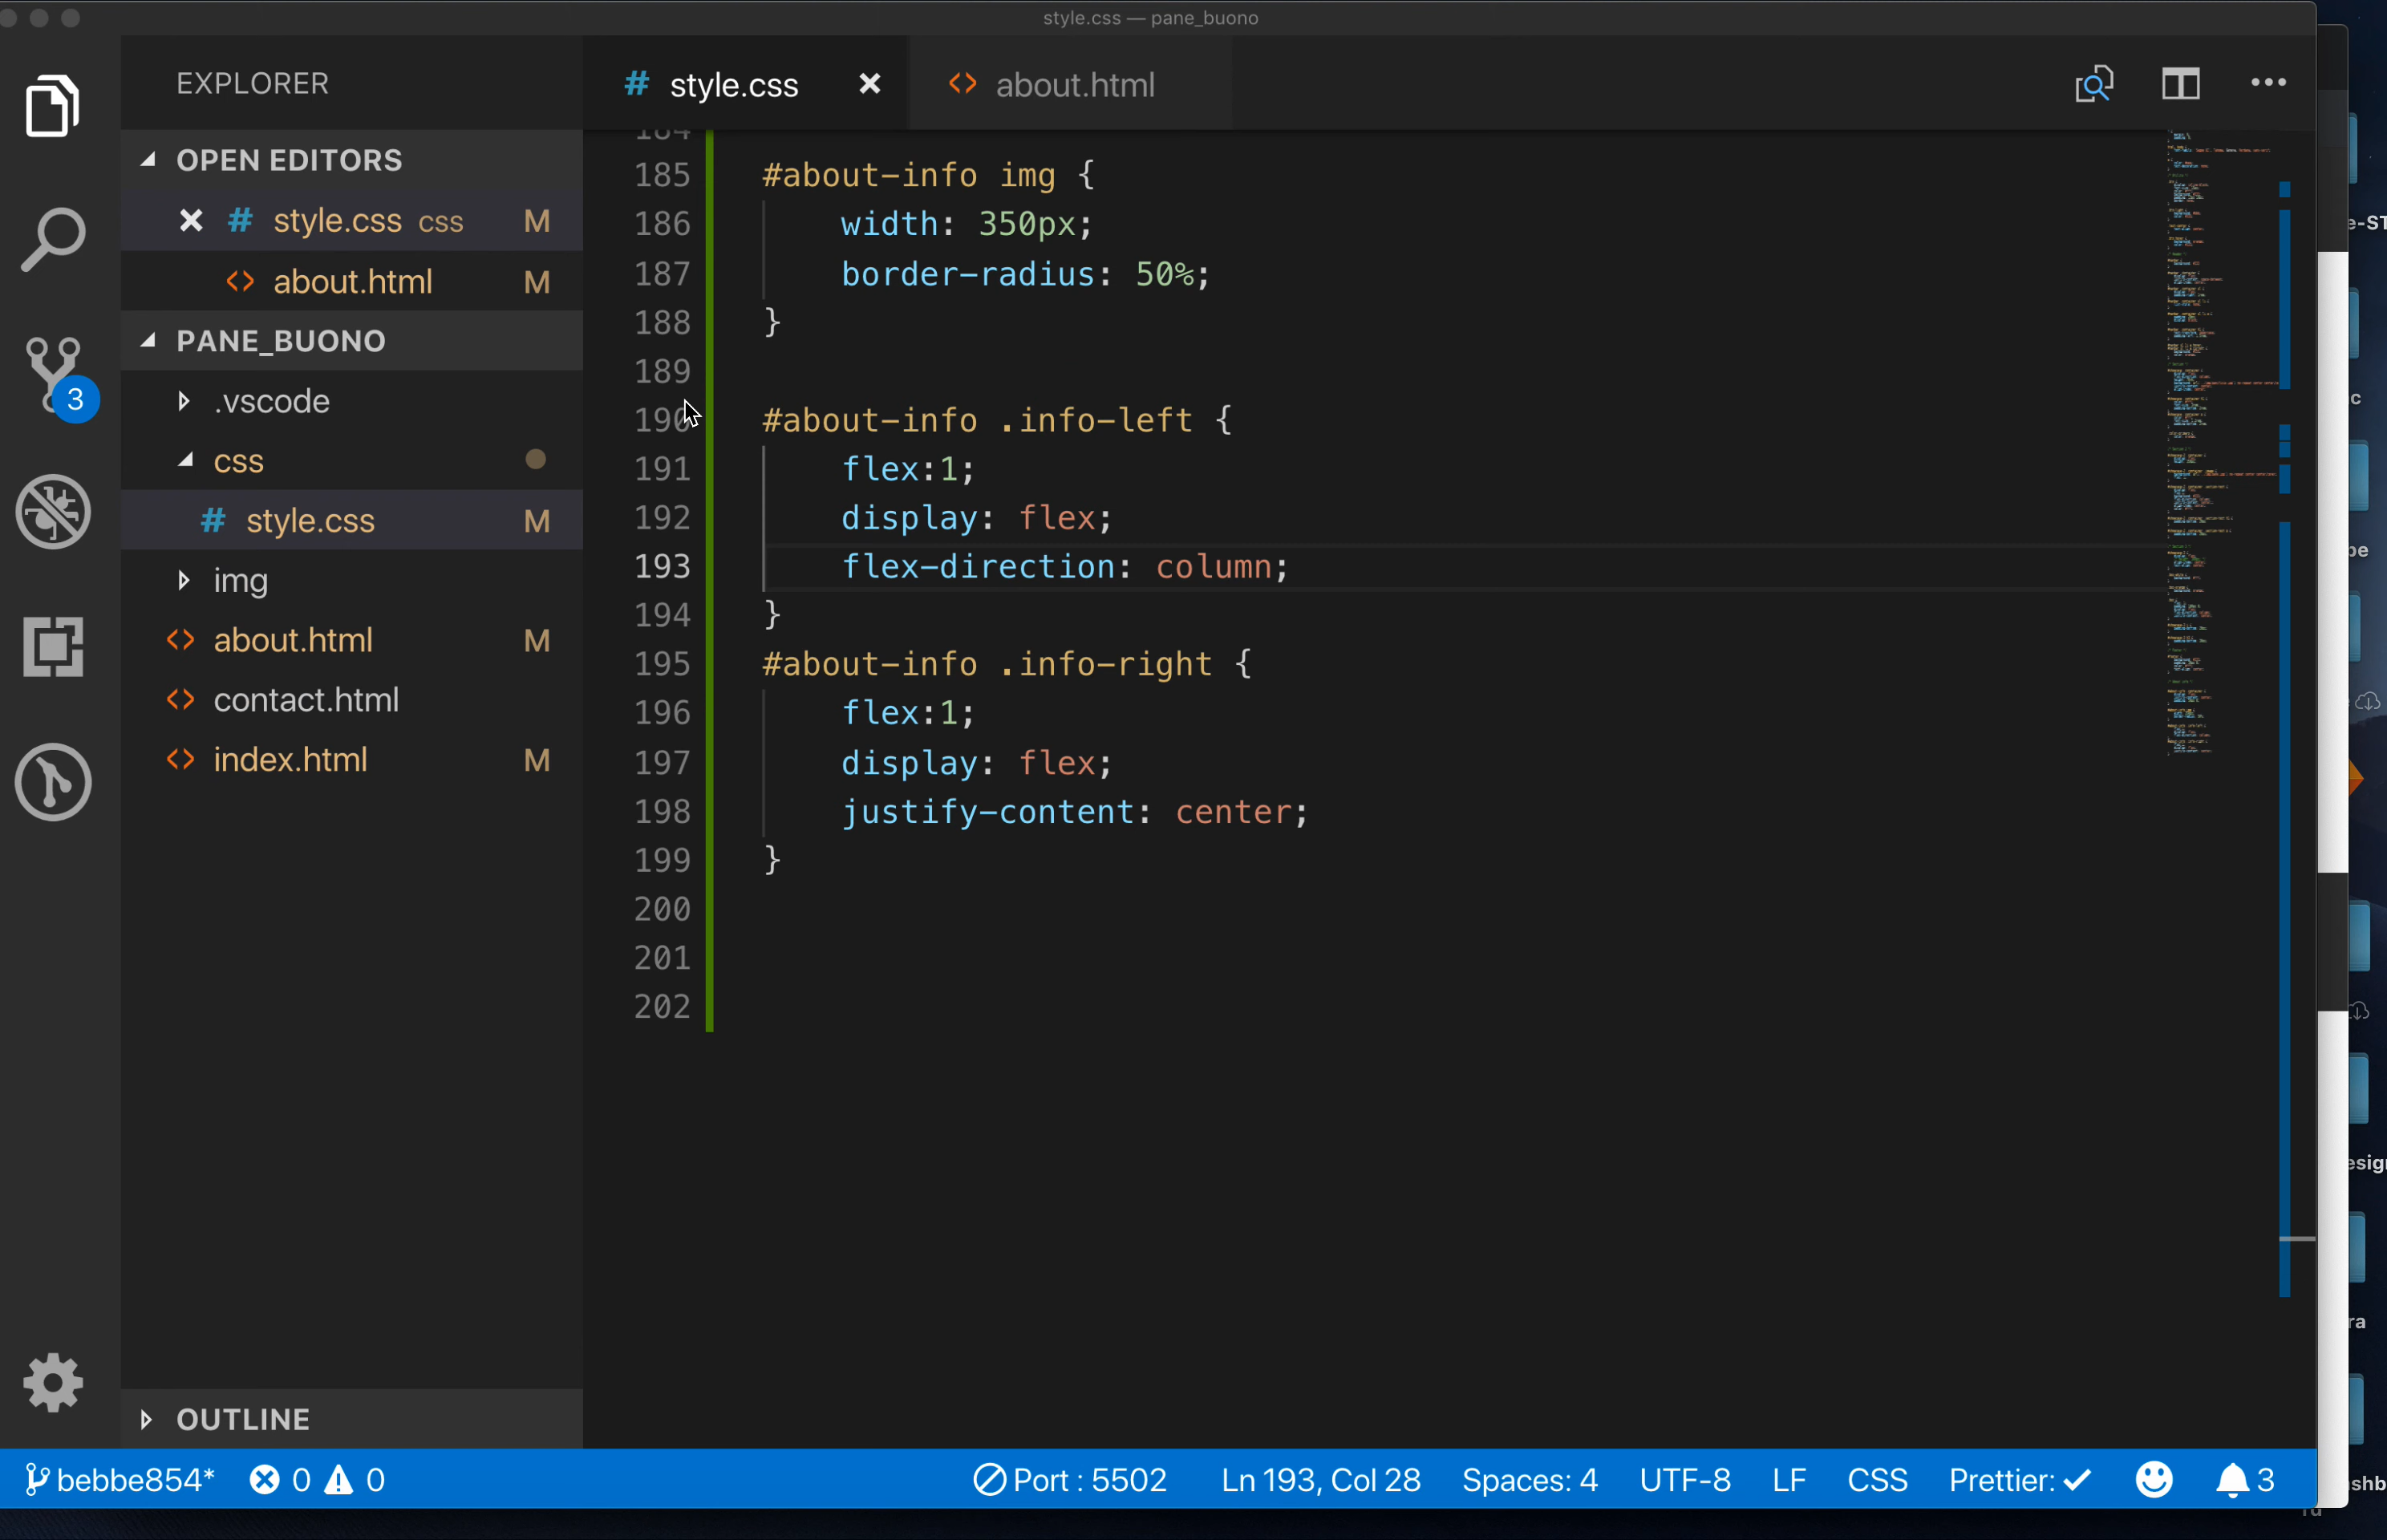 style.css — pane_buono
EXPLORER
OPEN EDITORS
style.css css M
about.html M
PANE_BUONO
.vscode
css
style.css M
img
about.html M
contact.html
index.html M
OUTLINE
style.css
about.html
184
185 #about-info img {
186 width: 350px;
187 border-radius: 50%;
188 }
189
190 #about-info .info-left {
191 flex:1;
192 display: flex;
193 flex-direction: column;
194 }
195 #about-info .info-right {
196 flex:1;
197 display: flex;
198 justify-content: center;
199 }
200
201
202
3
bebbe854* 0 0 Port : 5502 Ln 193, Col 28 Spaces: 4 UTF-8 LF CSS Prettier: 3